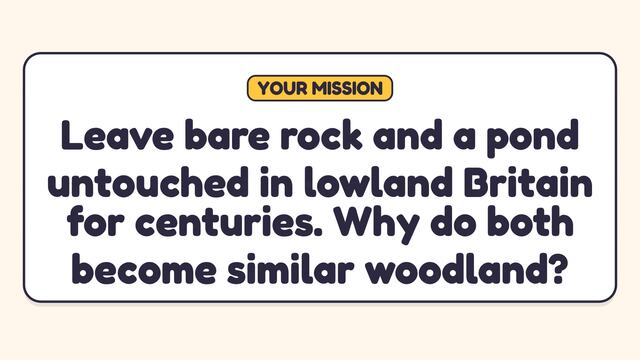 YOUR MISSION
Leave bare rock and a pond
untouched in lowland Britain
for centuries. Why do both
become similar woodland?